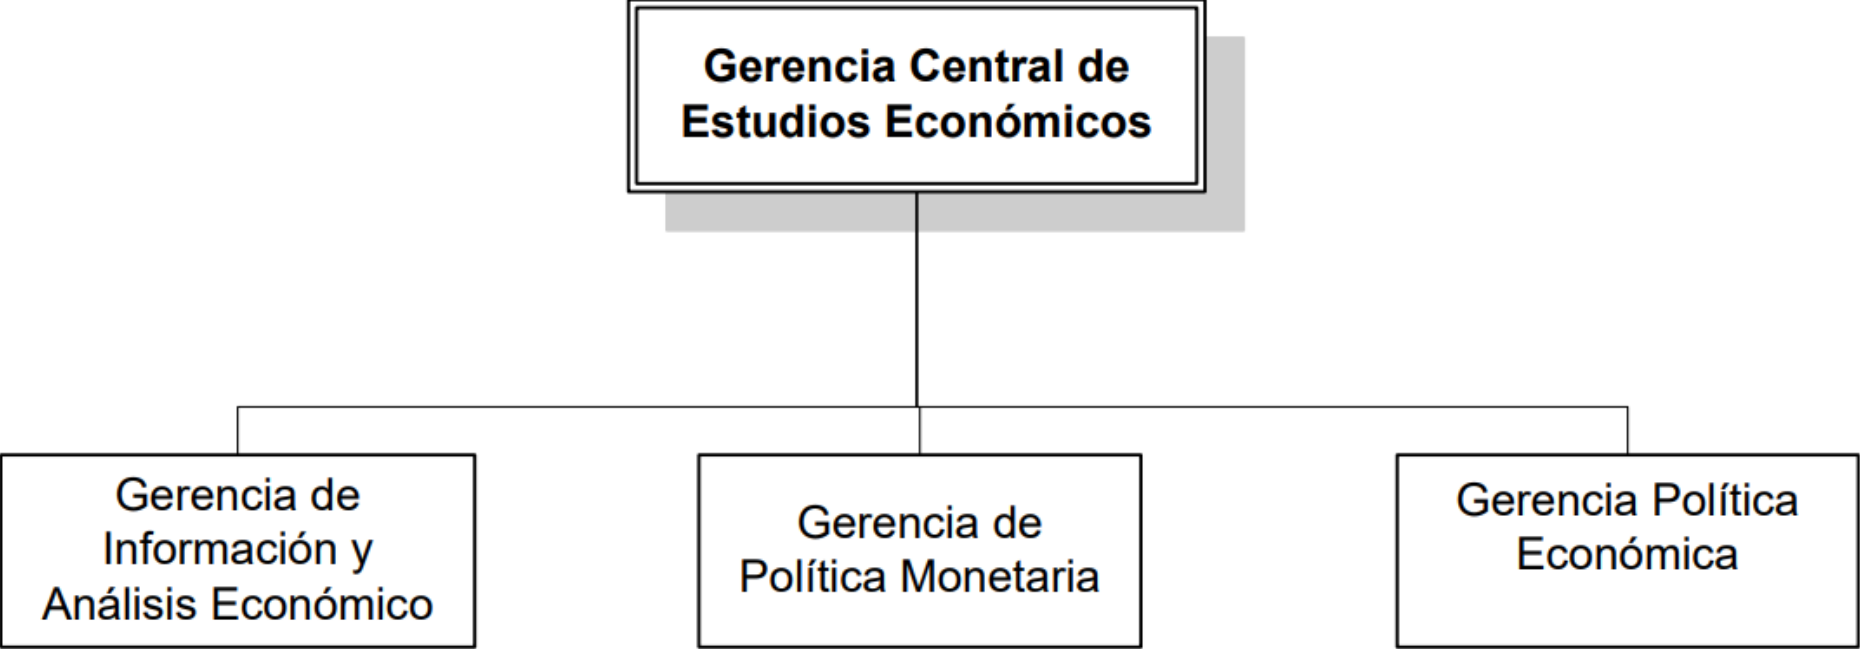 Gerencia Central de
Estudios Económicos
Gerencia de
Información y
Análisis Económico
Gerencia de
Política Monetaria
Gerencia Política
Económica